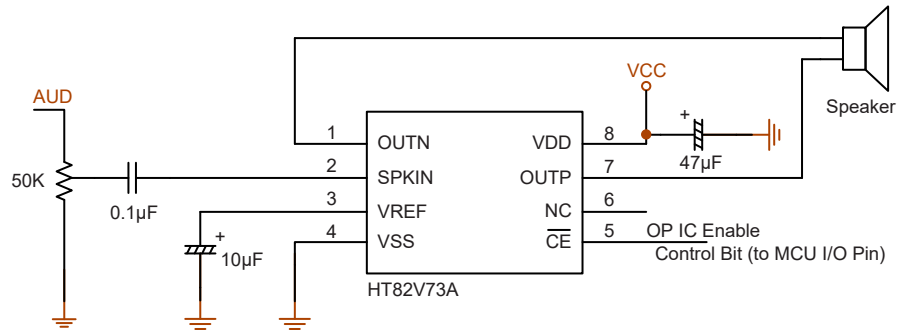 VCC
Speaker
AUD
+
47µF
1
OUTN
VDD
8
50K
0.1µF
2
SPKIN
OUTP
7
3
VREF
NC
6
+
10µF
4
VSS
CE
5
OP IC Enable
Control Bit (to MCU I/O Pin)
HT82V73A